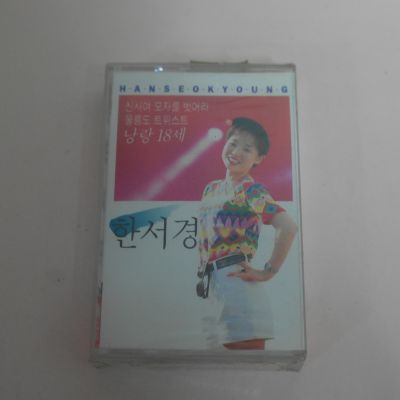 H·A·N·S·E·O·K·Y·O·U·N·G
신사여 모자를 벗어라
울릉도 트위스트
낭랑 18세
한서경